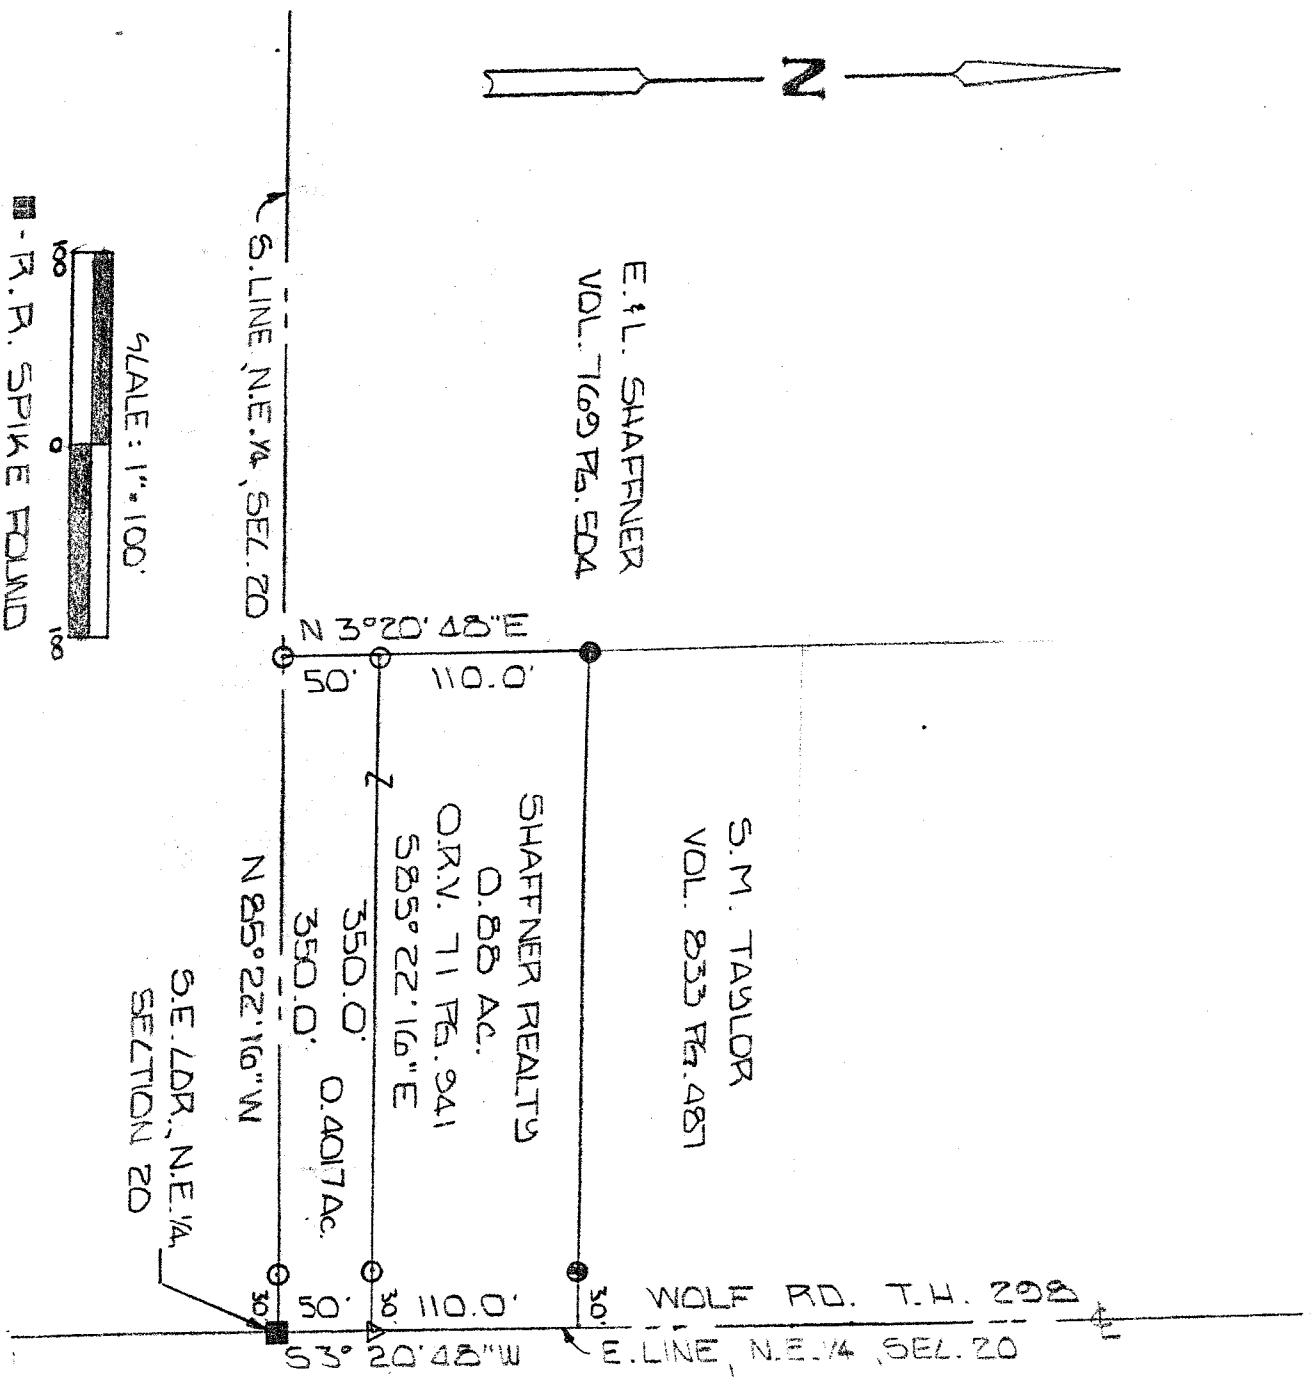 N
E. & L. SHAFFNER
VOL. 769 PG. 504
S. LINE, N.E. 1/4, SEC. 20
SCALE: 1"=100'
100
0
100
■ - R.R. SPIKE FOUND
N 3°20'48"E
50'
110.0'
S.M. TAYLOR
VOL. 833 PG. 487
SHAFFNER REALTY
0.88 AC.
O.R.V. 71 PG. 941
S85°22'16"E
350.0'
350.0'
0.4017 Ac.
N 85°22'16"W
S.E. COR., N.E. 1/4,
SECTION 20
30'
50'
30'
110.0'
30'
WOLF RD. T.H. 298
S3°20'48"W
E. LINE, N.E. 1/4, SEC. 20